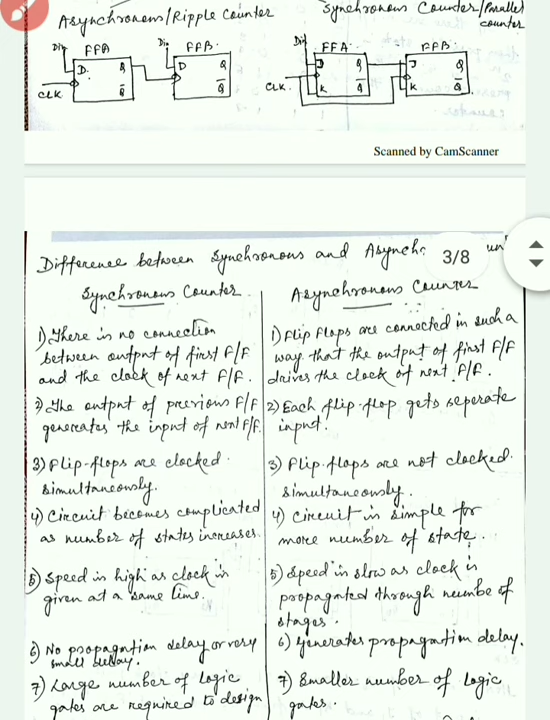 Asynchronous/Ripple Counter
Synchronous Counter/Parallel
counter
Din FFA Din FFB.
D Q D Q
CLK Q̅ Q̅
Din FFA FFB
J Q J Q
CLK. K Q̅ K Q̅
Scanned by CamScanner
3/8
Difference between Synchronous and Asynchr
Synchronous Counter.
1) There is no connection
between output of first F/F
and the clock of next F/F.
2) The output of previous F/F
generates the input of next F/F.
3) Flip-flops are clocked.
simultaneously.
4) Circuit becomes complicated
as number of states increases.
5) Speed is high as clock is
given at a same time.
6) No propagation delay or very
small delay.
7) Large number of logic
gates are required to design
Asynchronous Counter
1) Flip Flops are connected in such a
way that the output of first F/F
drives the clock of next F/F.
2) Each flip-flop gets seperate
input.
3) Flip-flops are not clocked.
simultaneously.
4) Circuit is simple for
more number of state.
5) Speed is slow as clock is
propagated through number of
stages.
6) Generates propagation delay.
7) Smaller number of Logic
gates.